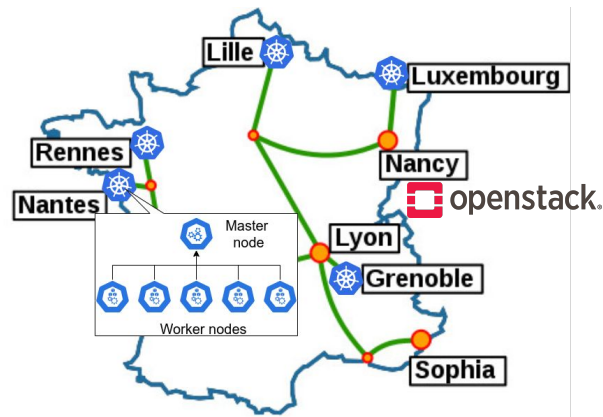 Lille
Luxembourg
Rennes
Nancy
Nantes
openstack®
Master
node
Lyon
Grenoble
Worker nodes
Sophia